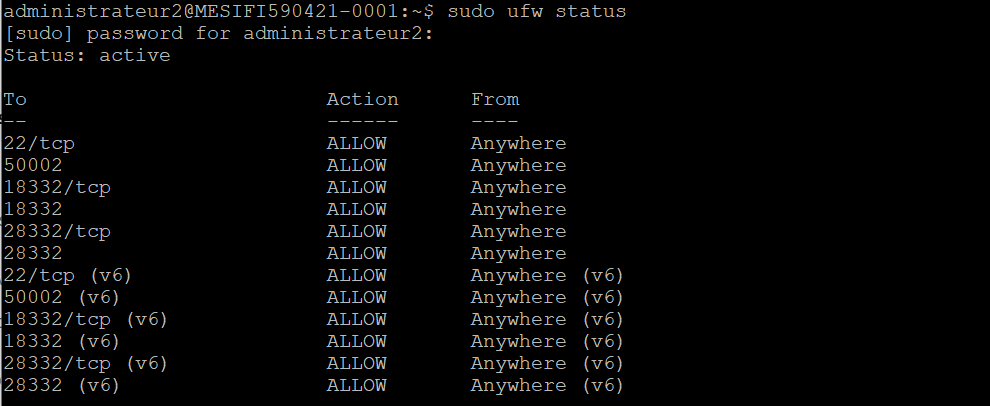 administrateur2@MESIFI590421-0001:~$ sudo ufw status
[sudo] password for administrateur2:
Status: active

To                         Action      From
--                         ------      ----
22/tcp                     ALLOW       Anywhere
50002                      ALLOW       Anywhere
18332/tcp                  ALLOW       Anywhere
18332                      ALLOW       Anywhere
28332/tcp                  ALLOW       Anywhere
28332                      ALLOW       Anywhere
22/tcp (v6)                ALLOW       Anywhere (v6)
50002 (v6)                 ALLOW       Anywhere (v6)
18332/tcp (v6)             ALLOW       Anywhere (v6)
18332 (v6)                 ALLOW       Anywhere (v6)
28332/tcp (v6)             ALLOW       Anywhere (v6)
28332 (v6)                 ALLOW       Anywhere (v6)